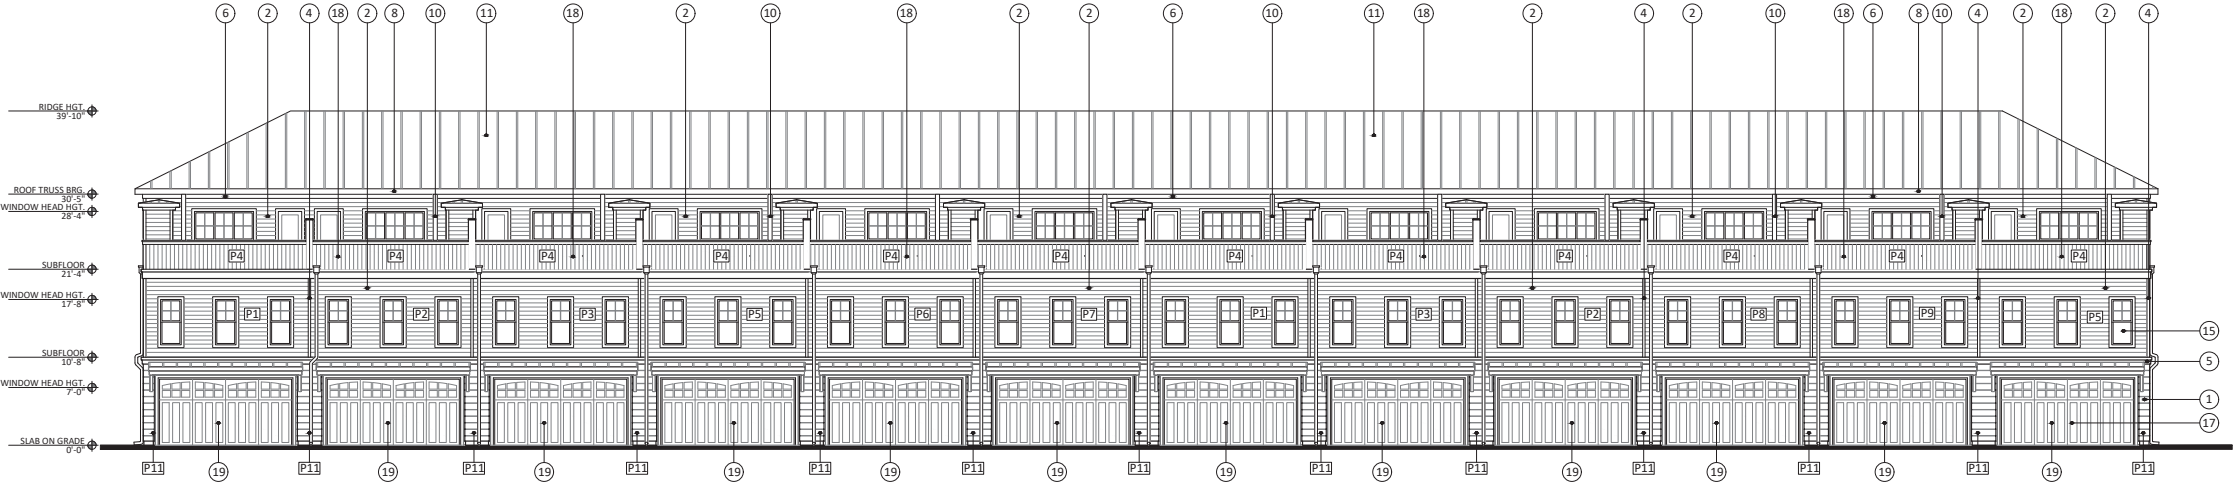 6 2 4 18 2 8 10 11 18 2 10 18 2 2 6 10 11 18 2 4 2 10 18 6 8 10 4 2 18 2 4
RIDGE HGT.
39'-10"
ROOF TRUSS BRG.
30'-5"
WINDOW HEAD HGT.
28'-4"
P4 P4 P4 P4 P4 P4 P4 P4 P4 P4 P4 P4
SUBFLOOR
21'-4"
WINDOW HEAD HGT.
17'-8"
P1 P2 P3 P5 P6 P7 P1 P3 P2 P8 P9 P5
15
SUBFLOOR
10'-8"
5
WINDOW HEAD HGT.
7'-0"
1
17
SLAB ON GRADE
0'-0"
P11 19 P11 19 P11 19 P11 19 P11 19 P11 19 P11 19 P11 19 P11 19 P11 19 P11 19 P11 19 P11